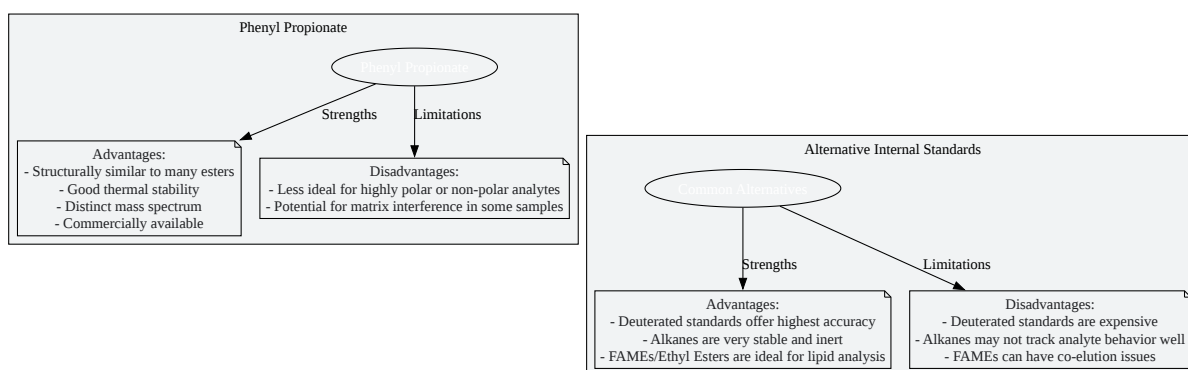 Phenyl Propionate
Phenyl Propionate
Strengths
Limitations
Advantages:
- Structurally similar to many esters
- Good thermal stability
- Distinct mass spectrum
- Commercially available
Disadvantages:
- Less ideal for highly polar or non-polar analytes
- Potential for matrix interference in some samples
Alternative Internal Standards
Common Alternatives
Strengths
Limitations
Advantages:
- Deuterated standards offer highest accuracy
- Alkanes are very stable and inert
- FAMEs/Ethyl Esters are ideal for lipid analysis
Disadvantages:
- Deuterated standards are expensive
- Alkanes may not track analyte behavior well
- FAMEs can have co-elution issues